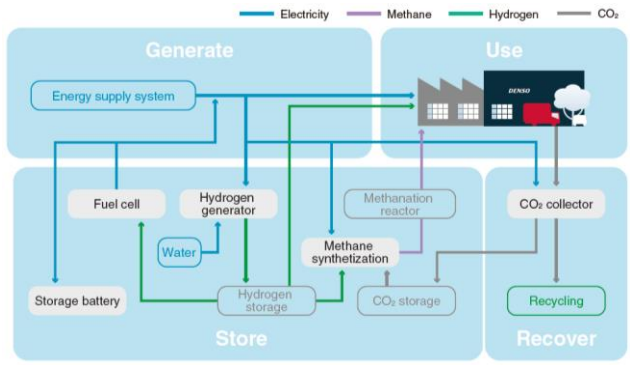 Electricity
Methane
Hydrogen
CO₂
Generate
Use
Energy supply system
DENSO
Fuel cell
Hydrogen
generator
Methanation
reactor
CO₂ collector
Water
Methane
synthetization
Storage battery
Hydrogen
storage
CO₂ storage
Recycling
Store
Recover